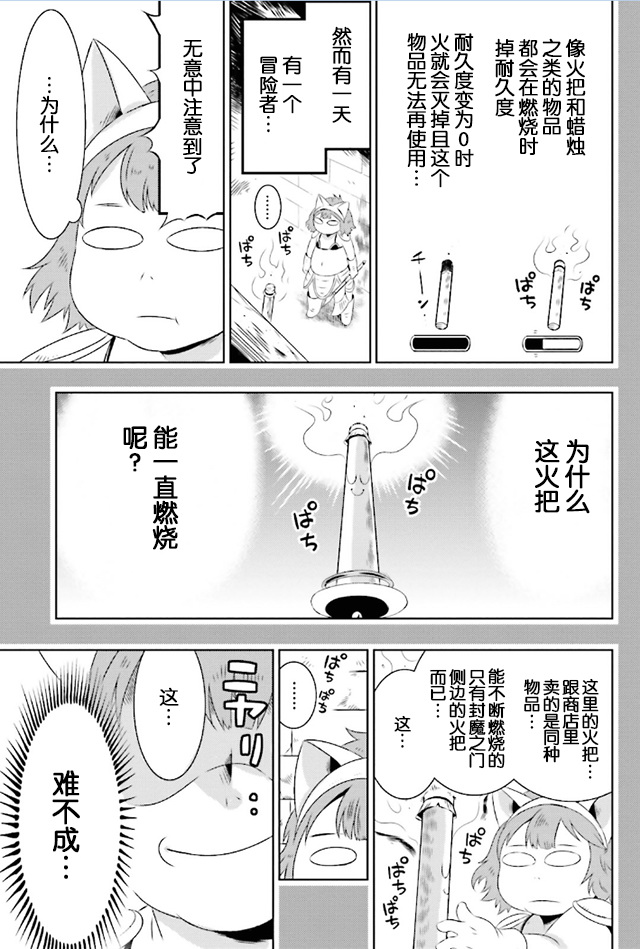 像火把和蜡烛
之类的物品
都会在燃烧时
掉耐久度
ぱち
ぱち
耐久度变为0时
火就会灭掉且这个
物品无法再使用…
チーン
然而有一天
有一个
冒险者…
……
ぱち
ぱち
无意中注意到了
…为什么…
为什么
这火把
ぱち
ぱち
能一直燃烧
呢？
这里的火把…
跟商店里
卖的是同种
物品…
能不断燃烧的
只有封魔之门
侧边的火把
而已…
这…
ぱち
ぱち
ぱち
ぱち
……
ニヤリ…
这…
难不成…